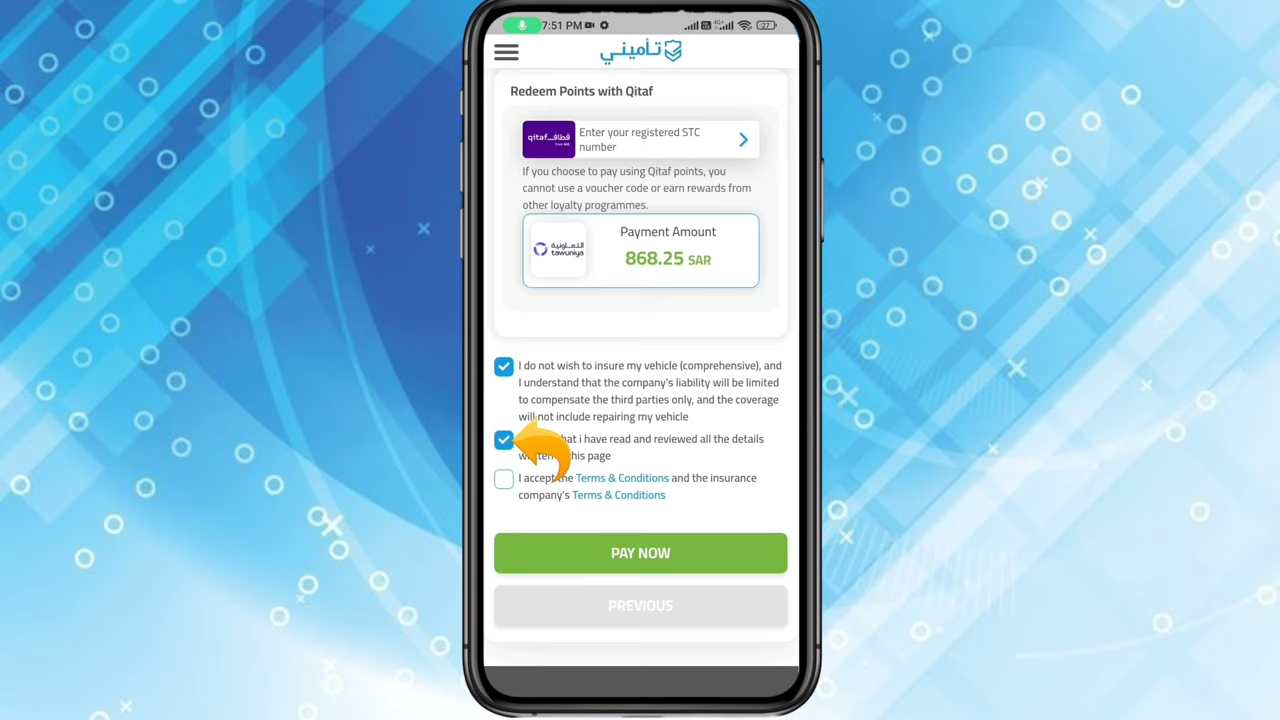 7:51 PM
4G+
27
تأميني
Redeem Points with Qitaf
qitaf قطاف
Enter your registered STC
number
If you choose to pay using Qitaf points, you
cannot use a voucher code or earn rewards from
other loyalty programmes.
التعاونية
tawuniya
Payment Amount
868.25 SAR
I do not wish to insure my vehicle (comprehensive), and
I understand that the company's liability will be limited
to compensate the third parties only, and the coverage
will not include repairing my vehicle
that i have read and reviewed all the details
this page
I accept the Terms & Conditions and the insurance
company's Terms & Conditions
PAY NOW
PREVIOUS